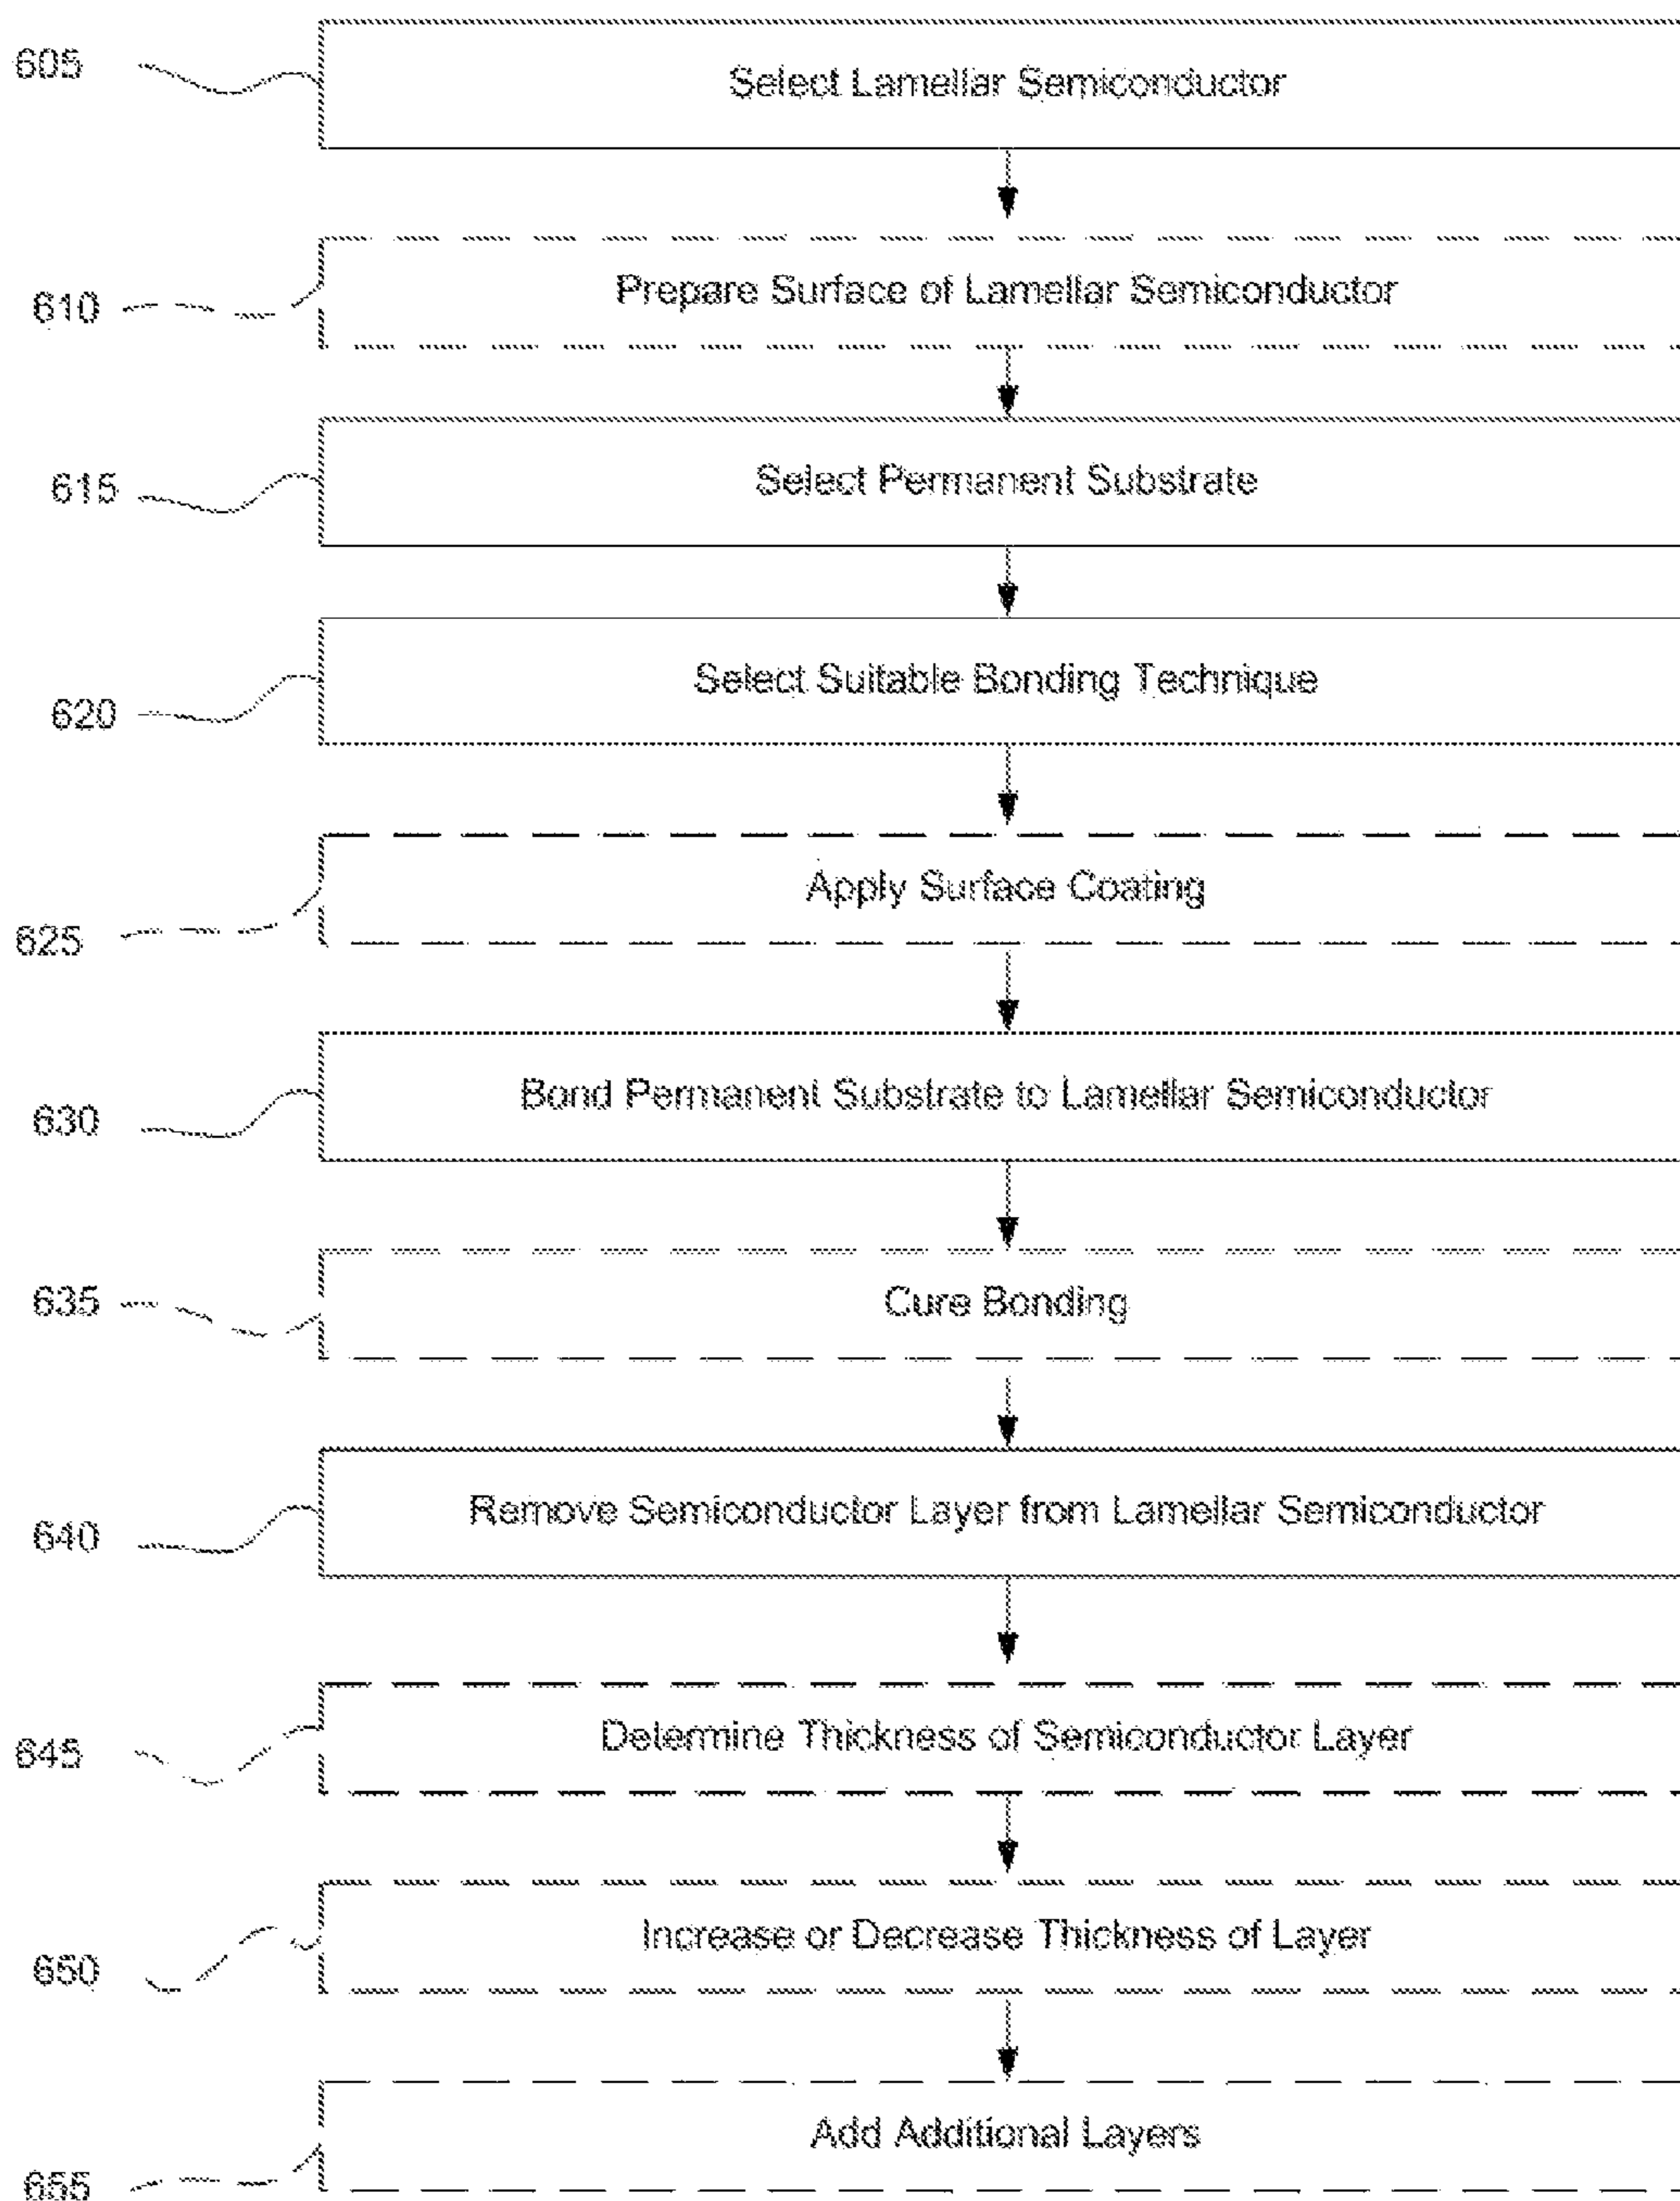 605
Select Lamellar Semiconductor
610
Prepare Surface of Lamellar Semiconductor
615
Select Permanent Substrate
620
Select Suitable Bonding Technique
625
Apply Surface Coating
630
Bond Permanent Substrate to Lamellar Semiconductor
635
Cure Bonding
640
Remove Semiconductor Layer from Lamellar Semiconductor
645
Determine Thickness of Semiconductor Layer
650
Increase or Decrease Thickness of Layer
655
Add Additional Layers